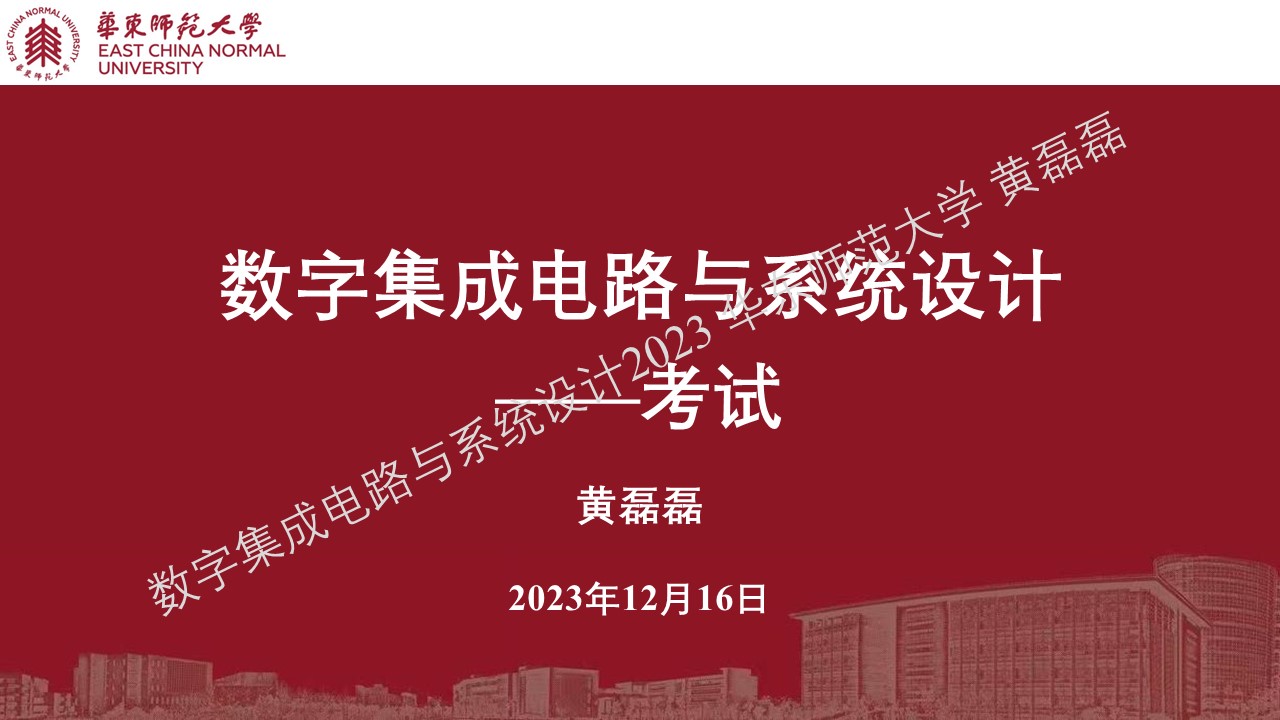 華東師範大學
EAST CHINA NORMAL
UNIVERSITY
EAST CHINA NORMAL UNIVERSITY
華東師範大學
数字集成电路与系统设计
——考试
黄磊磊
2023年12月16日
数字集成电路与系统设计2023 华东师范大学 黄磊磊